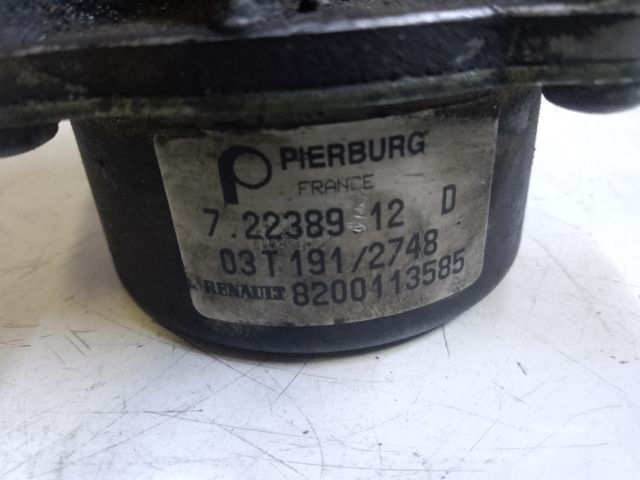 PIERBURG
FRANCE
7.22389 12 D
03T 191/2748
RENAULT 8200113585